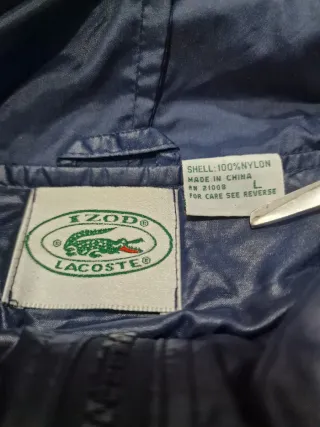 IZOD
LACOSTE®
SHELL: 100% NYLON
MADE IN CHINA
RN 21009 L
FOR CARE SEE REVERSE